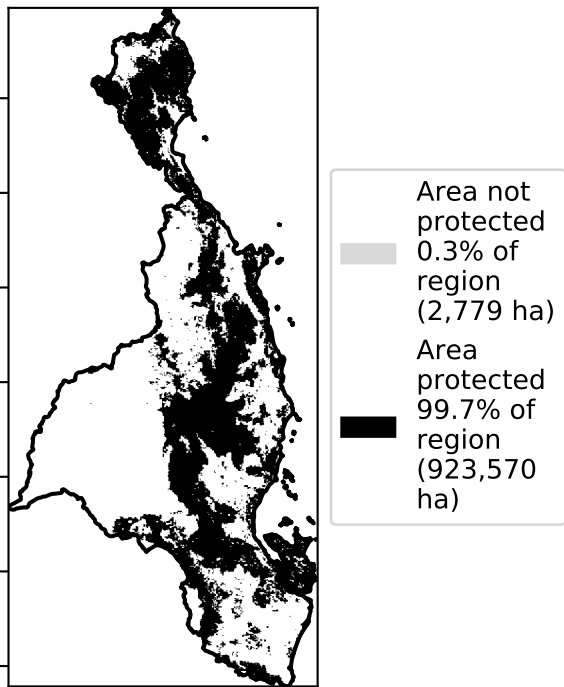 Area not
protected
0.3% of
region
(2,779 ha)
Area
protected
99.7% of
region
(923,570
ha)